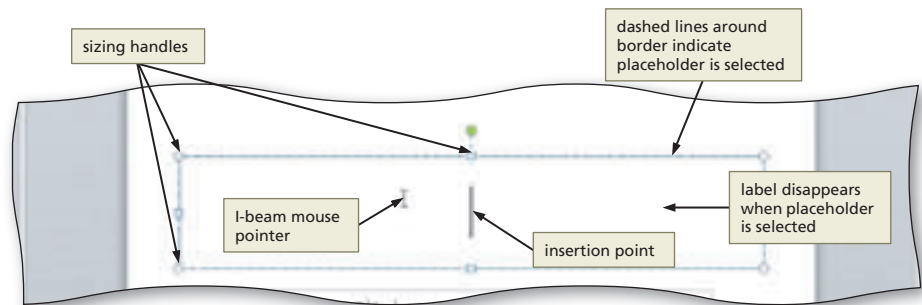 sizing handles
dashed lines around
border indicate
placeholder is selected
I-beam mouse
pointer
insertion point
label disappears
when placeholder
is selected